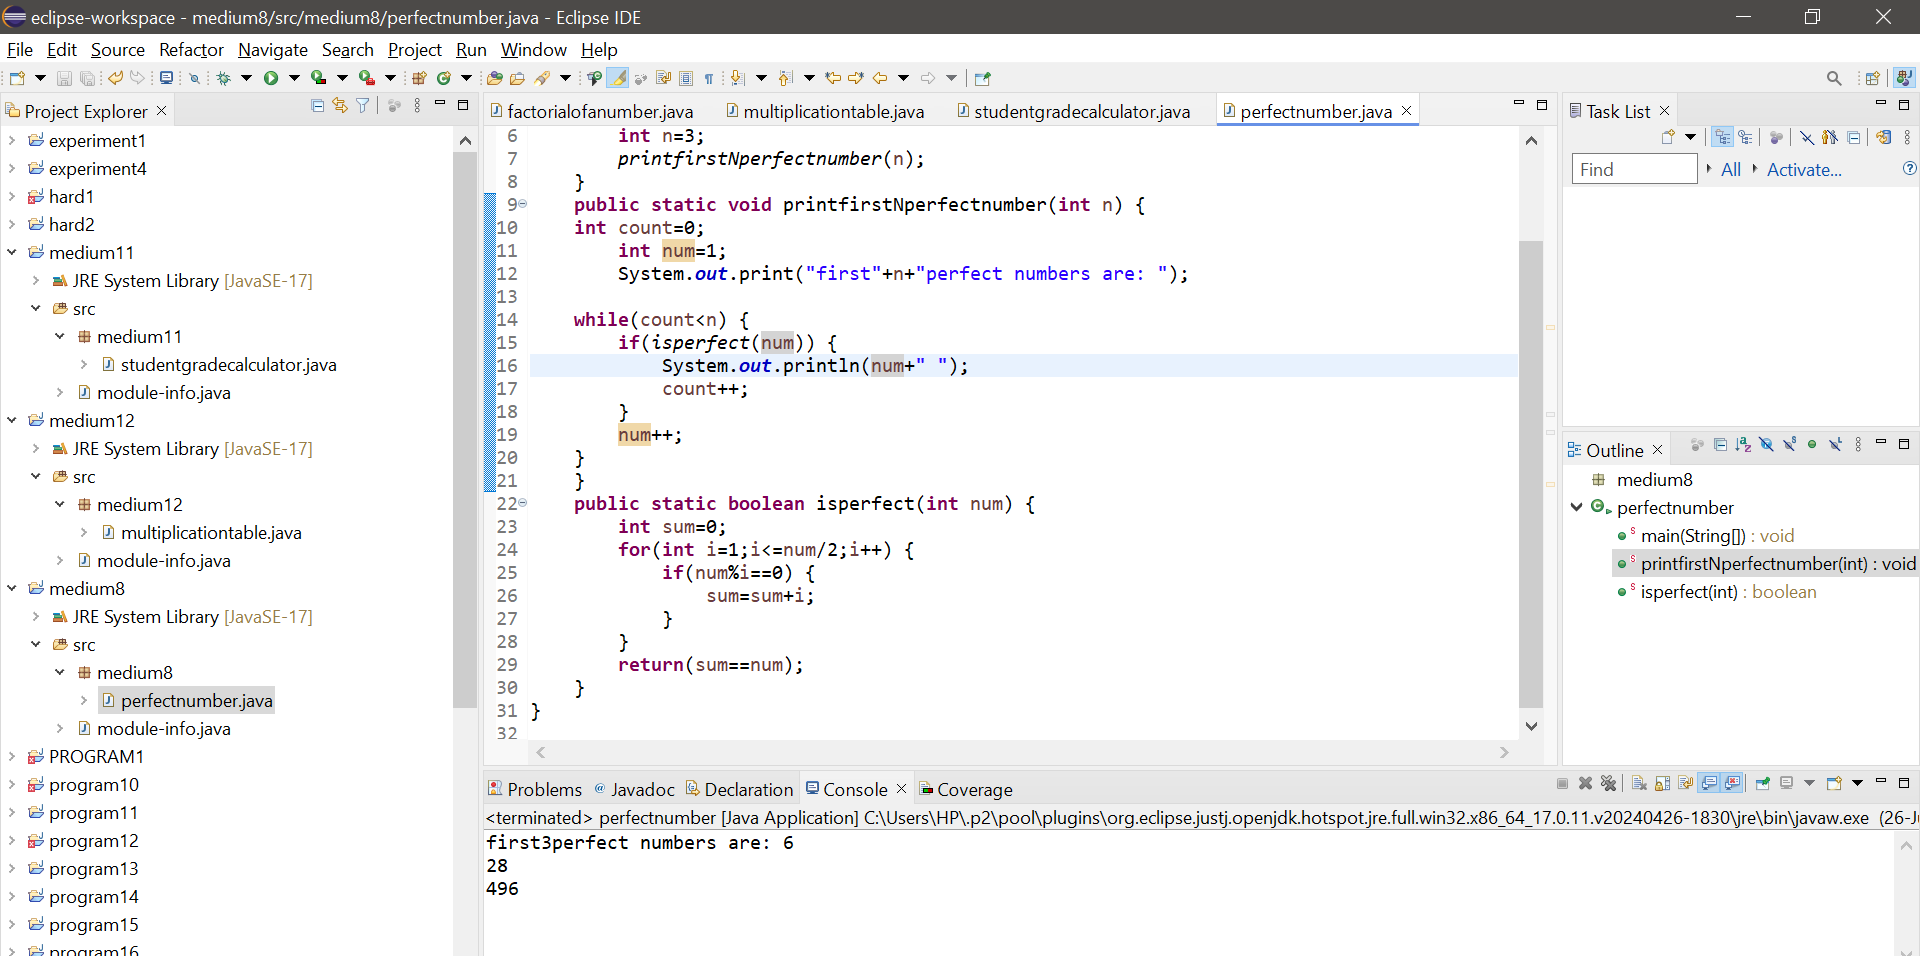 eclipse-workspace - medium8/src/medium8/perfectnumber.java - Eclipse IDE
File Edit Source Refactor Navigate Search Project Run Window Help
Project Explorer
experiment1
experiment4
hard1
hard2
medium11
JRE System Library [JavaSE-17]
src
medium11
studentgradecalculator.java
module-info.java
medium12
JRE System Library [JavaSE-17]
src
medium12
multiplicationtable.java
module-info.java
medium8
JRE System Library [JavaSE-17]
src
medium8
perfectnumber.java
module-info.java
PROGRAM1
program10
program11
program12
program13
program14
program15
program16
factorialofanumber.java multiplicationtable.java studentgradecalculator.java perfectnumber.java
6 int n=3;
7 printfirstNperfectnumber(n);
8 }
9 public static void printfirstNperfectnumber(int n) {
10 int count=0;
11 int num=1;
12 System.out.print("first"+n+"perfect numbers are: ");
13
14 while(count<n) {
15 if(isperfect(num)) {
16 System.out.println(num+" ");
17 count++;
18 }
19 num++;
20 }
21 }
22 public static boolean isperfect(int num) {
23 int sum=0;
24 for(int i=1;i<=num/2;i++) {
25 if(num%i==0) {
26 sum=sum+i;
27 }
28 }
29 return(sum==num);
30 }
31 }
32
Task List
Find All Activate...
Outline
medium8
perfectnumber
main(String[]) : void
printfirstNperfectnumber(int) : void
isperfect(int) : boolean
Problems Javadoc Declaration Console Coverage
<terminated> perfectnumber [Java Application] C:\Users\HP\.p2\pool\plugins\org.eclipse.justj.openjdk.hotspot.jre.full.win32.x86_64_17.0.11.v20240426-1830\jre\bin\javaw.exe (26-J
first3perfect numbers are: 6
28
496